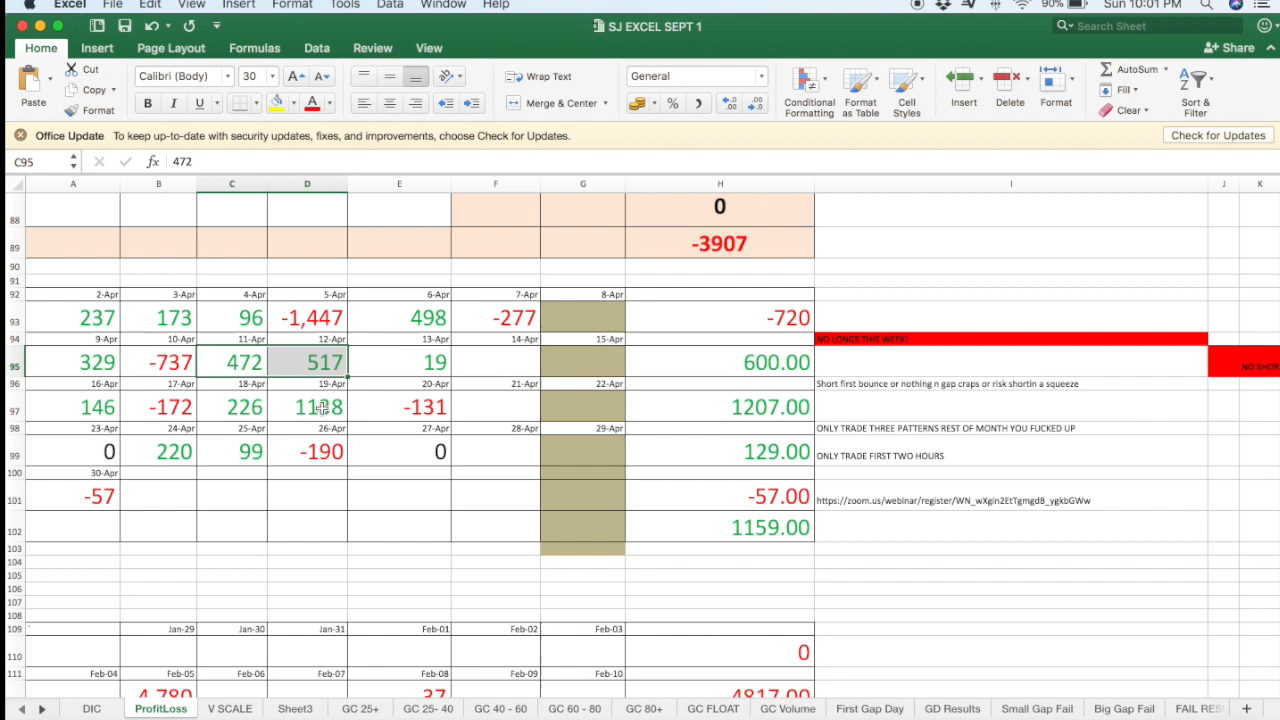 Excel File Edit View Insert Format Tools Data Window Help 90% Sun 10:01 PM
SJ EXCEL SEPT 1 Search Sheet
Home Insert Page Layout Formulas Data Review View Share
Cut Calibri (Body) 30 A A Wrap Text General AutoSum
Copy Fill
Paste Format B I U A Merge & Center % Conditional Formatting Format as Table Cell Styles Insert Delete Format Clear Sort & Filter
Office Update To keep up-to-date with security updates, fixes, and improvements, choose Check for Updates. Check for Updates
C95 fx 472
A B C D E F G H I J K
88 0
89 -3907
90
91
92 2-Apr 3-Apr 4-Apr 5-Apr 6-Apr 7-Apr 8-Apr
93 237 173 96 -1,447 498 -277 -720
94 9-Apr 10-Apr 11-Apr 12-Apr 13-Apr 14-Apr 15-Apr NO LONGS THIS WEEK!
95 329 -737 472 517 19 600.00 NO SHOR
96 16-Apr 17-Apr 18-Apr 19-Apr 20-Apr 21-Apr 22-Apr Short first bounce or nothing n gap craps or risk shortin a squeeze
97 146 -172 226 -131 1207.00
98 23-Apr 24-Apr 25-Apr 26-Apr 27-Apr 28-Apr 29-Apr ONLY TRADE THREE PATTERNS REST OF MONTH YOU FUCKED UP
99 0 220 99 -190 0 129.00 ONLY TRADE FIRST TWO HOURS
100 30-Apr
101 -57 -57.00
102 1159.00
103
104
105
106
107
108
109 ' Jan-29 Jan-30 Jan-31 Feb-01 Feb-02 Feb-03
110 0
111 Feb-04 Feb-05 Feb-06 Feb-07 Feb-08 Feb-09 Feb-10
4,780 37 4817.00
DIC ProfitLoss V SCALE Sheet3 GC 25+ GC 25- 40 GC 40 - 60 GC 60 - 80 GC 80+ GC FLOAT GC Volume First Gap Day GD Results Small Gap Fail Big Gap Fail FAIL RES +